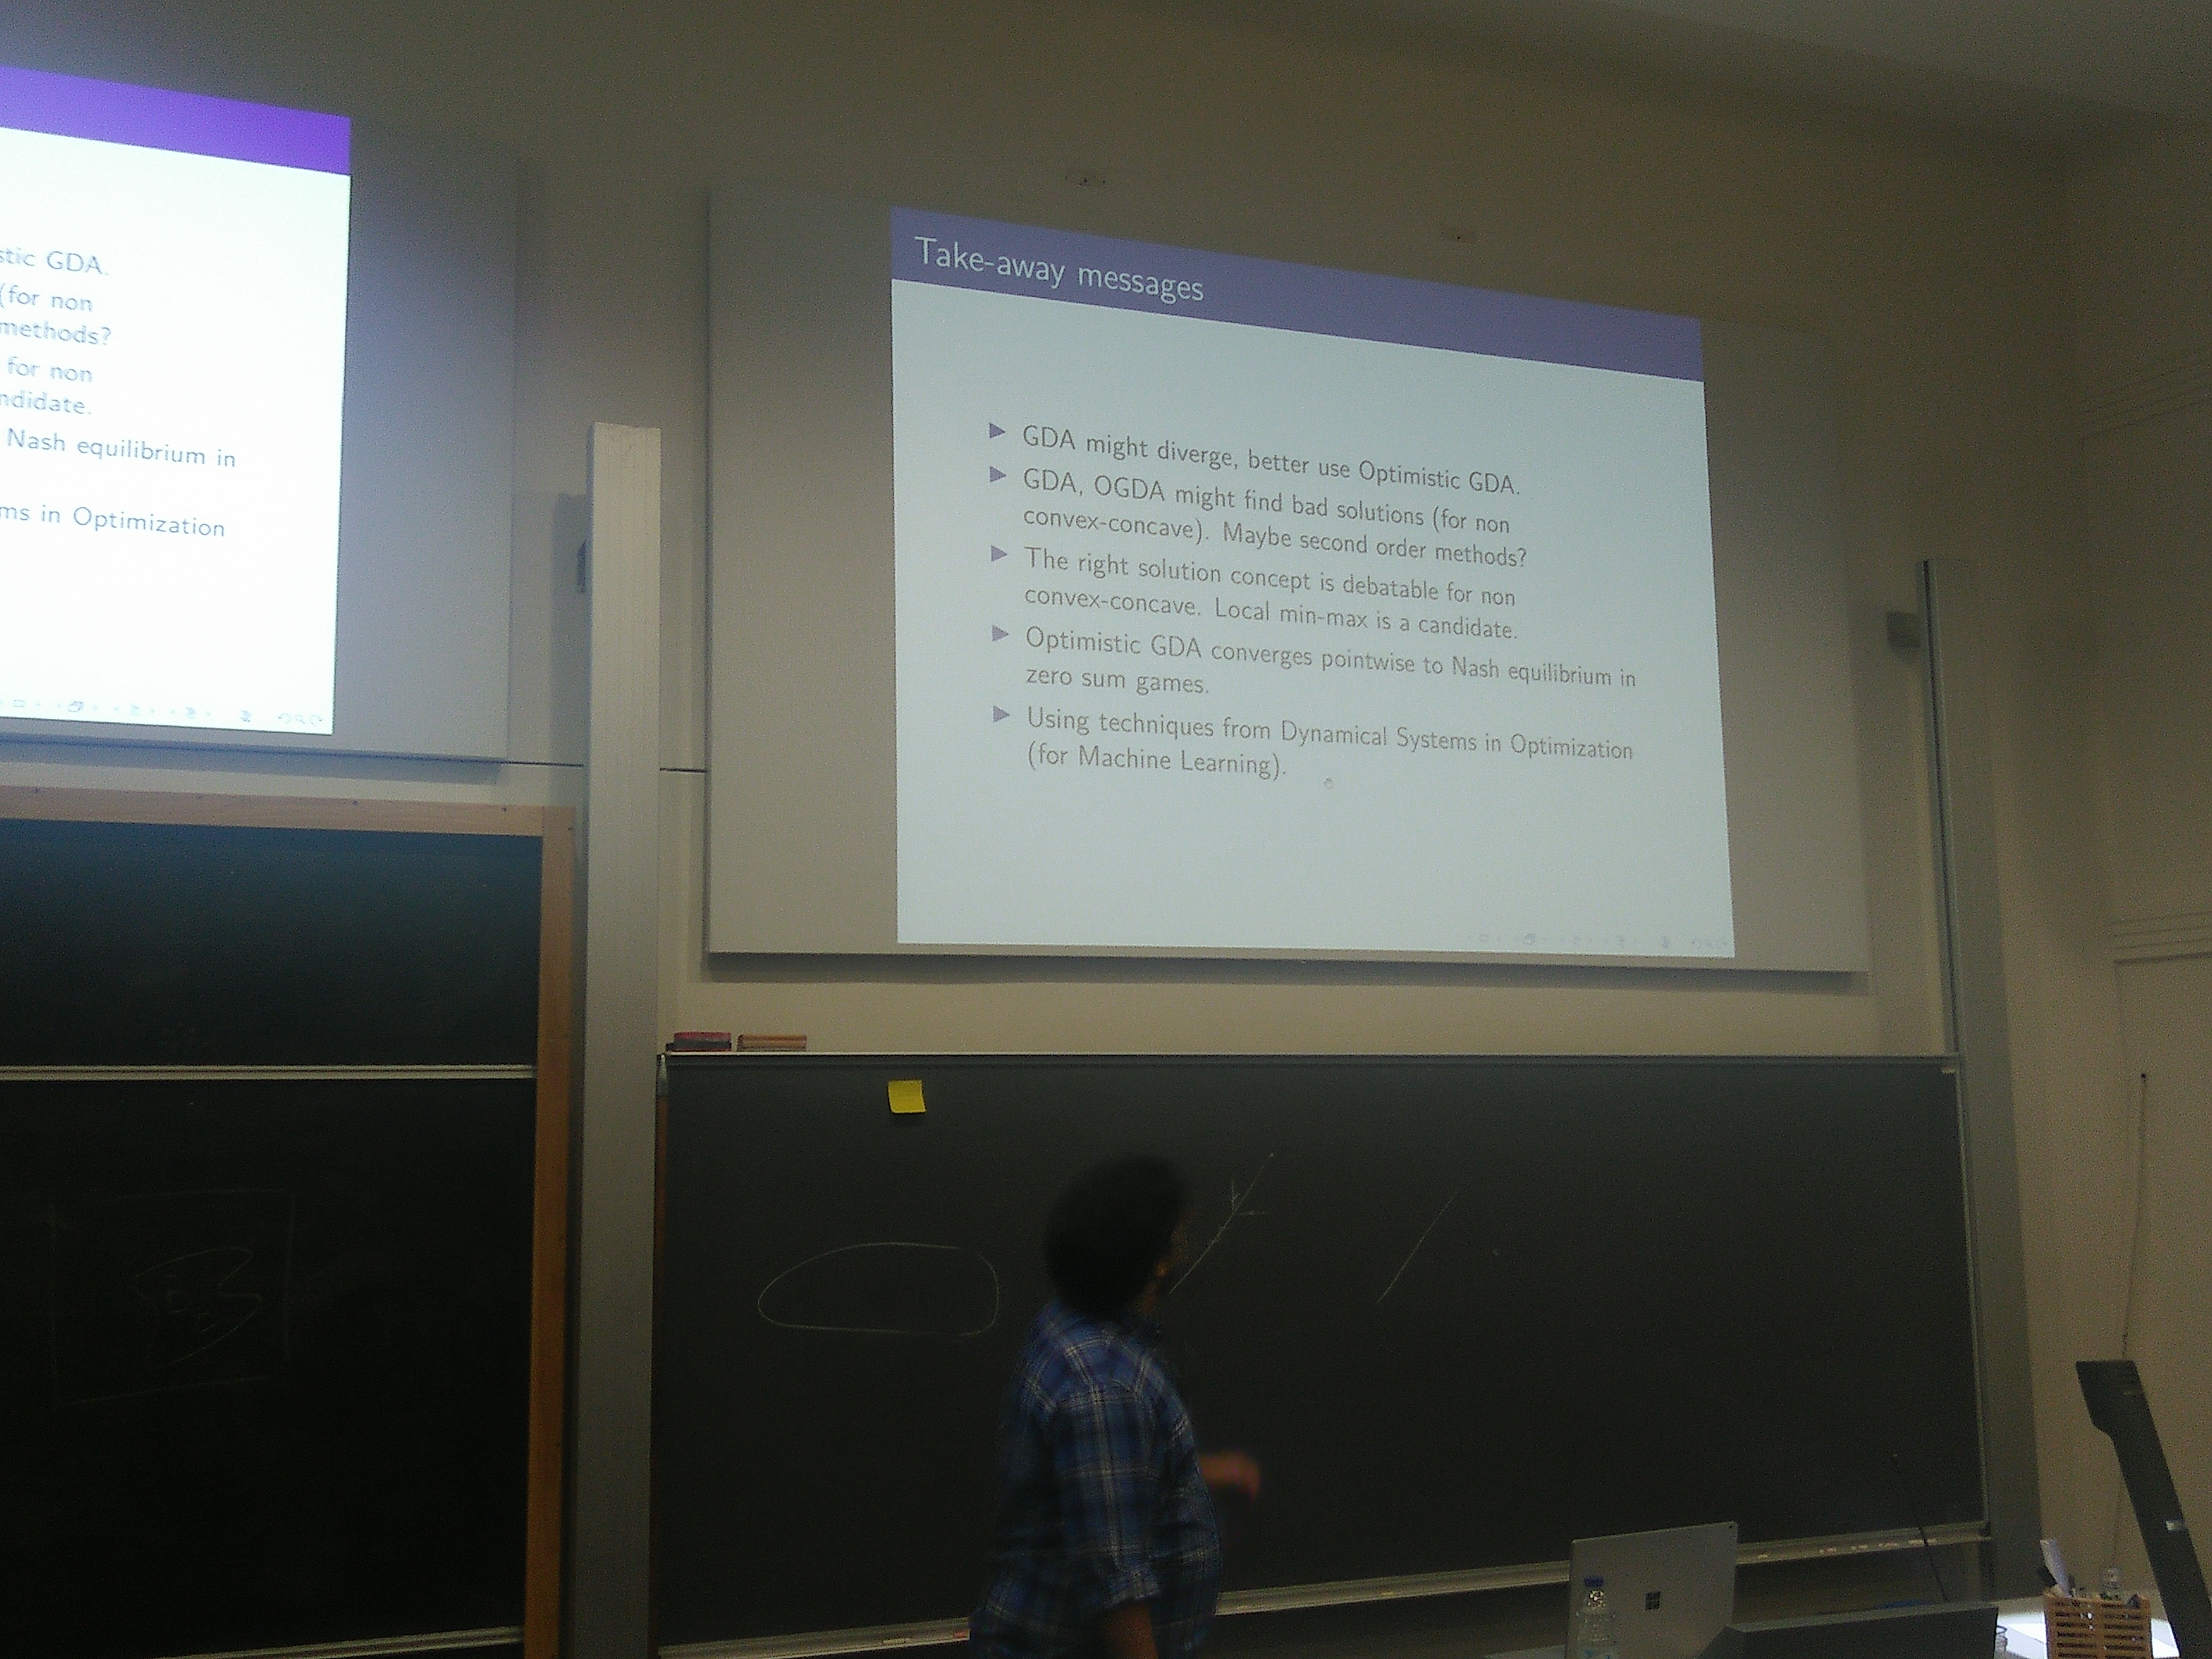 stic GDA.
(for non
methods?
for non
ndidate.
Nash equilibrium in
ms in Optimization
Take-away messages
GDA might diverge, better use Optimistic GDA.
GDA, OGDA might find bad solutions (for non
convex-concave). Maybe second order methods?
The right solution concept is debatable for non
convex-concave. Local min-max is a candidate.
Optimistic GDA converges pointwise to Nash equilibrium in
zero sum games.
Using techniques from Dynamical Systems in Optimization
(for Machine Learning).